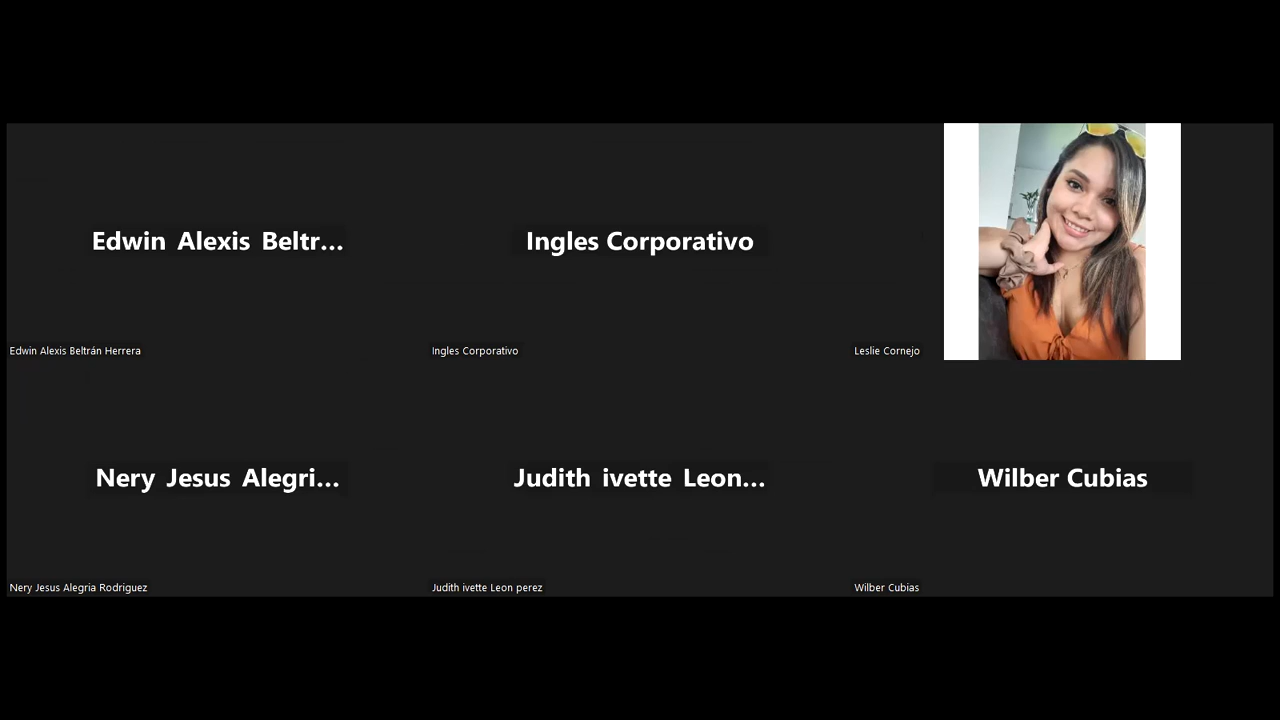 Edwin Alexis Beltr...
Ingles Corporativo
Edwin Alexis Beltrán Herrera
Ingles Corporativo
Leslie Cornejo
Nery Jesus Alegri...
Judith ivette Leon...
Wilber Cubias
Nery Jesus Alegria Rodriguez
Judith ivette Leon perez
Wilber Cubias